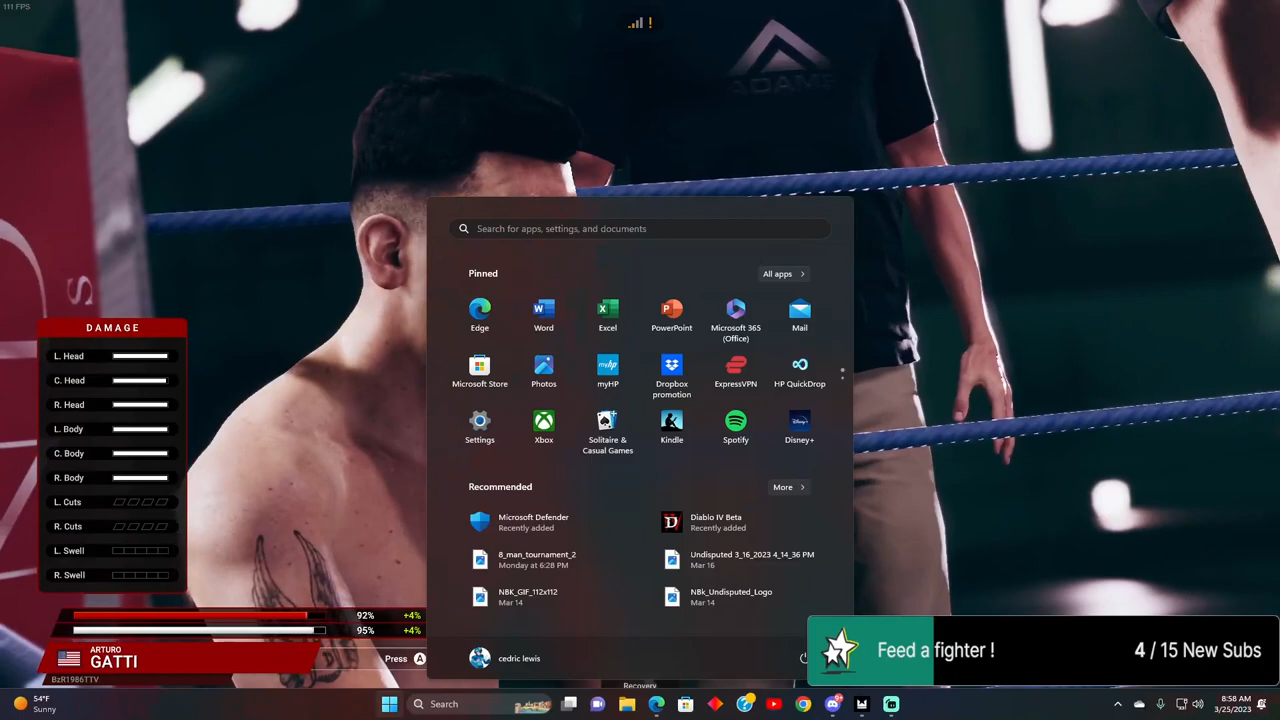 111 FPS
!
ADAMS
Search for apps, settings, and documents
Pinned
All apps
Edge
Word
Excel
PowerPoint
Microsoft 365
(Office)
Mail
Microsoft Store
Photos
myHP
Dropbox
promotion
ExpressVPN
HP QuickDrop
Settings
Xbox
Solitaire &
Casual Games
Kindle
Spotify
Disney+
Recommended
More
Microsoft Defender
Recently added
Diablo IV Beta
Recently added
8_man_tournament_2
Monday at 6:28 PM
Undisputed 3_16_2023 4_14_36 PM
Mar 16
NBK_GIF_112x112
Mar 14
NBk_Undisputed_Logo
Mar 14
cedric lewis
DAMAGE
L. Head
C. Head
R. Head
L. Body
C. Body
R. Body
L. Cuts
R. Cuts
L. Swell
R. Swell
92% +4%
95% +4%
ARTURO
GATTI
Press A
BzR1986TTV
Recovery
Feed a fighter !
4 / 15 New Subs
54°F
Sunny
Search
8:58 AM
3/25/2023